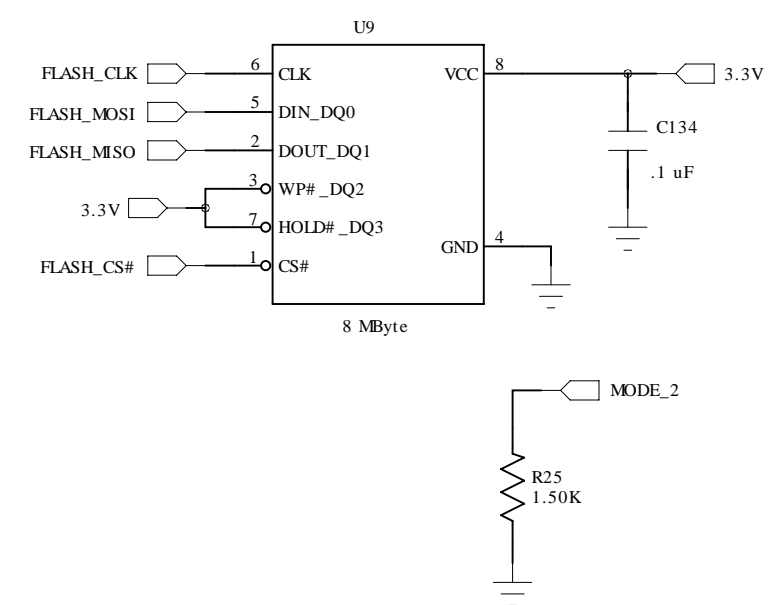 U9
FLASH_CLK 6 CLK VCC 8 3.3V
FLASH_MOSI 5 DIN_DQ0
C134
FLASH_MISO 2 DOUT_DQ1
.1 uF
3 WP#_DQ2
3.3V
7 HOLD#_DQ3
GND 4
FLASH_CS# 1 CS#
8 MByte
MODE_2
R25
1.50K